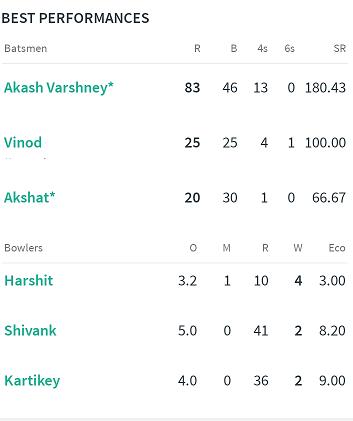 BEST PERFORMANCES
Batsmen R B 4s 6s SR
Akash Varshney* 83 46 13 0 180.43
Vinod 25 25 4 1 100.00
Akshat* 20 30 1 0 66.67
Bowlers O M R W Eco
Harshit 3.2 1 10 4 3.00
Shivank 5.0 0 41 2 8.20
Kartikey 4.0 0 36 2 9.00